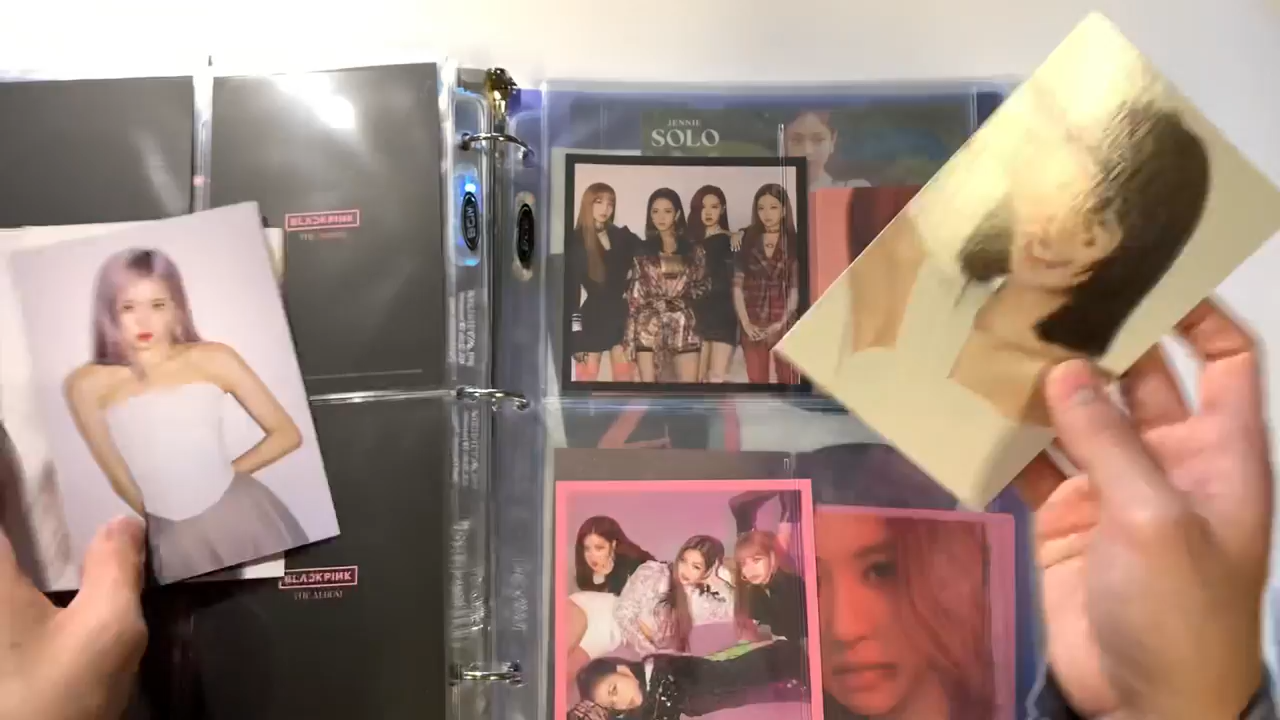 BLACKPINK
THE ALBUM
JENNIE
SOLO
BLACKPINK
THE ALBUM